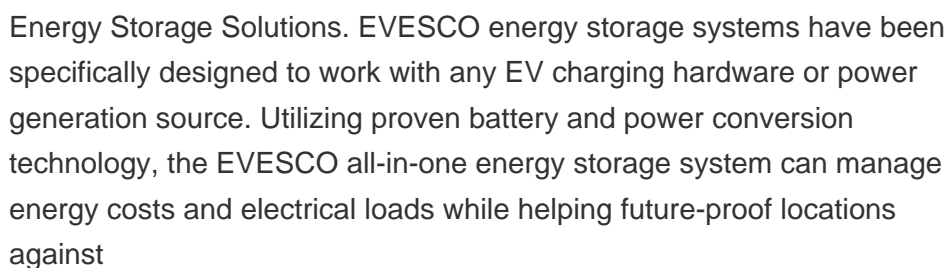 Energy Storage Solutions. EVESCO energy storage systems have been
specifically designed to work with any EV charging hardware or power
generation source. Utilizing proven battery and power conversion
technology, the EVESCO all-in-one energy storage system can manage
energy costs and electrical loads while helping future-proof locations
against